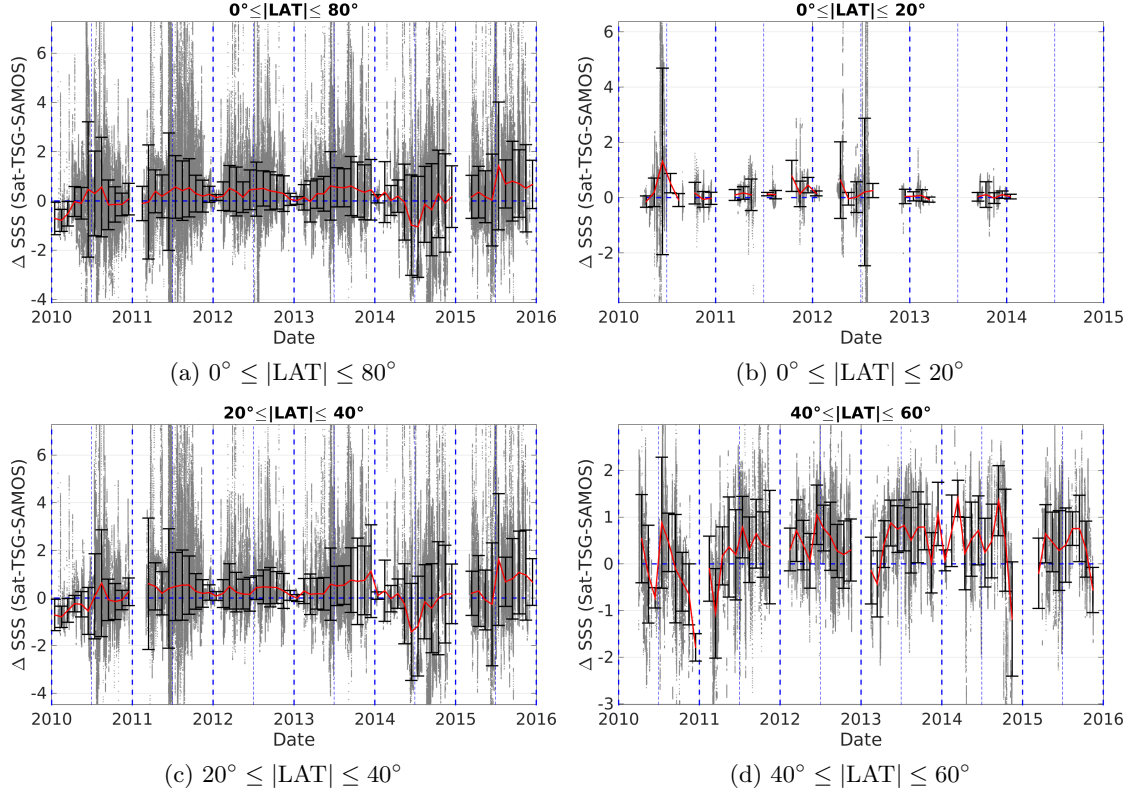 0°≤|LAT|≤ 80°
Δ SSS (Sat-TSG-SAMOS)
6
4
2
0
-2
-4
2010 2011 2012 2013 2014 2015 2016
Date
(a) 0° ≤ |LAT| ≤ 80°
0°≤|LAT|≤ 20°
Δ SSS (Sat-TSG-SAMOS)
6
4
2
0
-2
2010 2011 2012 2013 2014 2015
Date
(b) 0° ≤ |LAT| ≤ 20°
20°≤|LAT|≤ 40°
Δ SSS (Sat-TSG-SAMOS)
6
4
2
0
-2
-4
2010 2011 2012 2013 2014 2015 2016
Date
(c) 20° ≤ |LAT| ≤ 40°
40°≤|LAT|≤ 60°
Δ SSS (Sat-TSG-SAMOS)
2
1
0
-1
-2
-3
2010 2011 2012 2013 2014 2015 2016
Date
(d) 40° ≤ |LAT| ≤ 60°